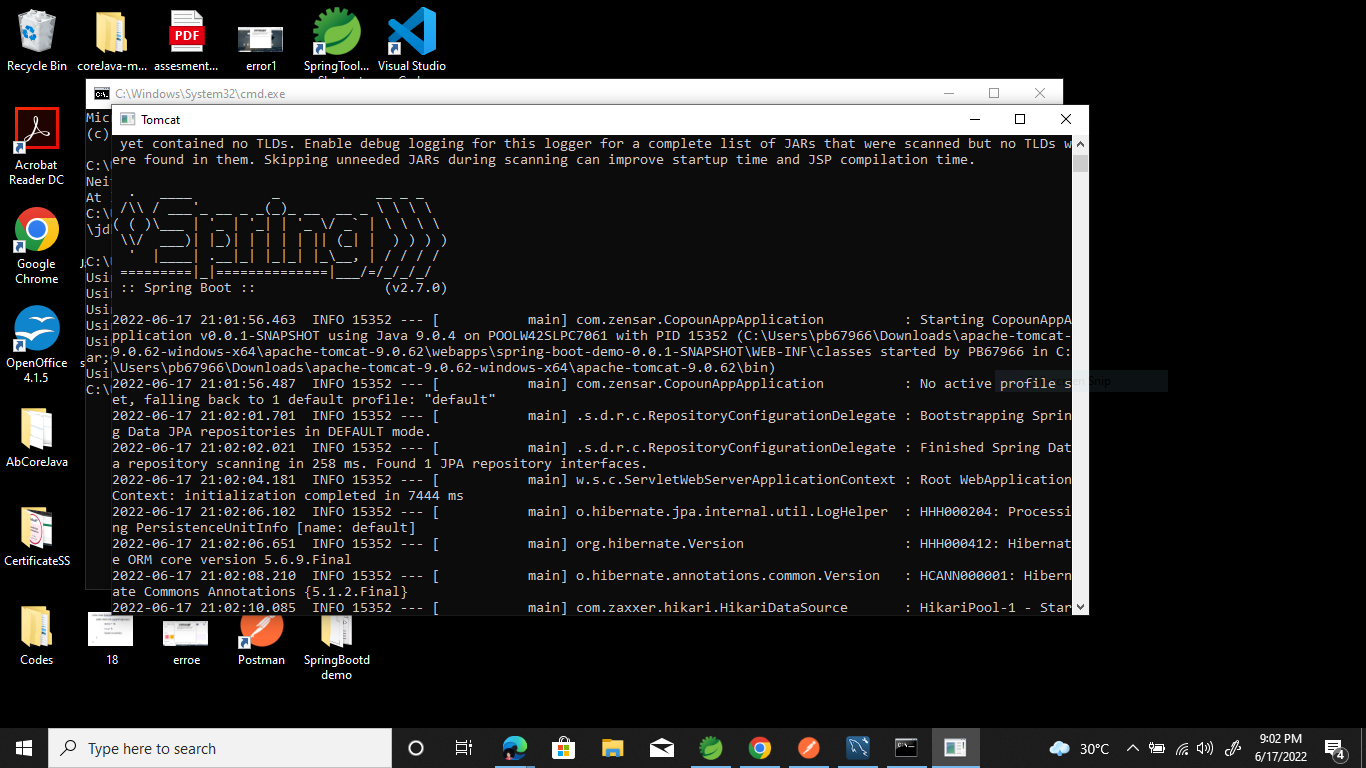 Recycle Bin
coreJava-m...
PDF
assesment...
error1
SpringTool...
Visual Studio
C:\Windows\System32\cmd.exe
Tomcat
Mic
(c)
C:\
Nei
At
C:\
\jd
C:\
Usi
Usi
Usi
Usi
Usi
ar;
Usi
C:\
yet contained no TLDs. Enable debug logging for this logger for a complete list of JARs that were scanned but no TLDs w
ere found in them. Skipping unneeded JARs during scanning can improve startup time and JSP compilation time.
Spring
:: Spring Boot :: (v2.7.0)
2022-06-17 21:01:56.463 INFO 15352 --- [ main] com.zensar.CopounAppApplication : Starting CopounAppA
pplication v0.0.1-SNAPSHOT using Java 9.0.4 on POOLW42SLPC7061 with PID 15352 (C:\Users\pb67966\Downloads\apache-tomcat-
9.0.62-windows-x64\apache-tomcat-9.0.62\webapps\spring-boot-demo-0.0.1-SNAPSHOT\WEB-INF\classes started by PB67966 in C:
\Users\pb67966\Downloads\apache-tomcat-9.0.62-windows-x64\apache-tomcat-9.0.62\bin)
2022-06-17 21:01:56.487 INFO 15352 --- [ main] com.zensar.CopounAppApplication : No active profile s
et, falling back to 1 default profile: "default"
2022-06-17 21:02:01.701 INFO 15352 --- [ main] .s.d.r.c.RepositoryConfigurationDelegate : Bootstrapping Sprin
g Data JPA repositories in DEFAULT mode.
2022-06-17 21:02:02.021 INFO 15352 --- [ main] .s.d.r.c.RepositoryConfigurationDelegate : Finished Spring Dat
a repository scanning in 258 ms. Found 1 JPA repository interfaces.
2022-06-17 21:02:04.181 INFO 15352 --- [ main] w.s.c.ServletWebServerApplicationContext : Root WebApplication
Context: initialization completed in 7444 ms
2022-06-17 21:02:06.102 INFO 15352 --- [ main] o.hibernate.jpa.internal.util.LogHelper : HHH000204: Processi
ng PersistenceUnitInfo [name: default]
2022-06-17 21:02:06.651 INFO 15352 --- [ main] org.hibernate.Version : HHH000412: Hibernat
e ORM core version 5.6.9.Final
2022-06-17 21:02:08.210 INFO 15352 --- [ main] o.hibernate.annotations.common.Version : HCANN000001: Hibern
ate Commons Annotations {5.1.2.Final}
2022-06-17 21:02:10.085 INFO 15352 --- [ main] com.zaxxer.hikari.HikariDataSource : HikariPool-1 - Star
Snip
Acrobat
Reader DC
Google
Chrome
OpenOffice
4.1.5
AbCoreJava
CertificateSS
Codes
18
erroe
Postman
SpringBootd
demo
Type here to search
30°C
9:02 PM
6/17/2022
4